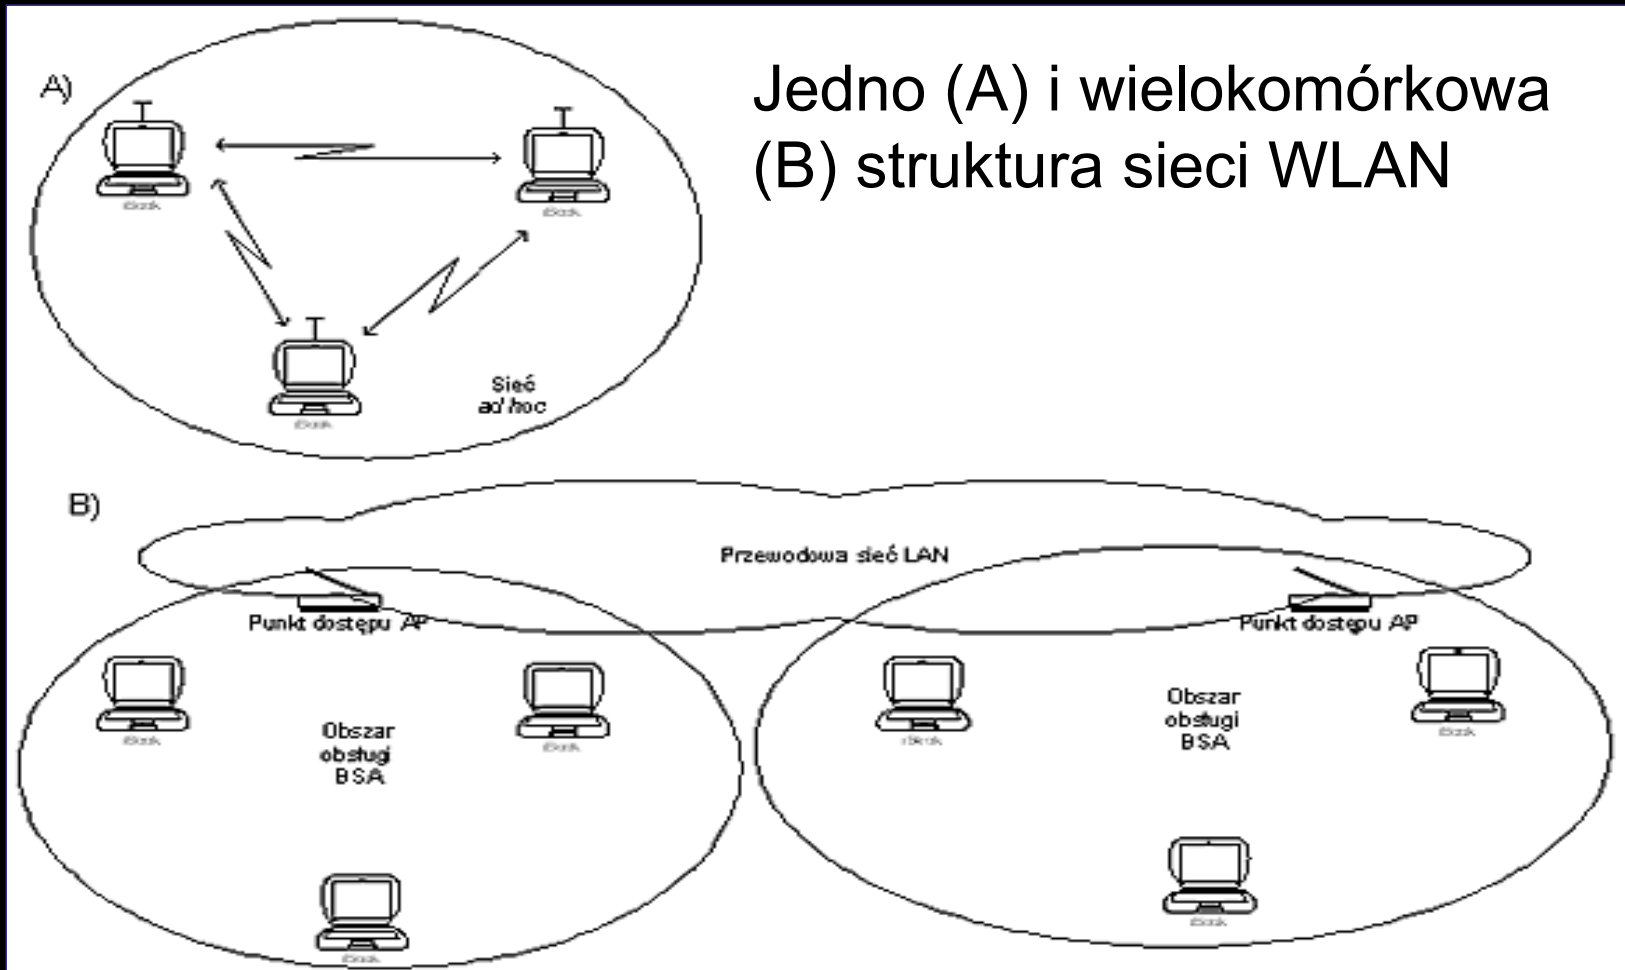 Jedno (A) i wielokomórkowa
(B) struktura sieci WLAN
A)
Sieć
ad hoc
B)
Przewodowa sieć LAN
Punkt dostępu AP
Punkt dostępu AP
Obszar
obsługi
BSA
Obszar
obsługi
BSA